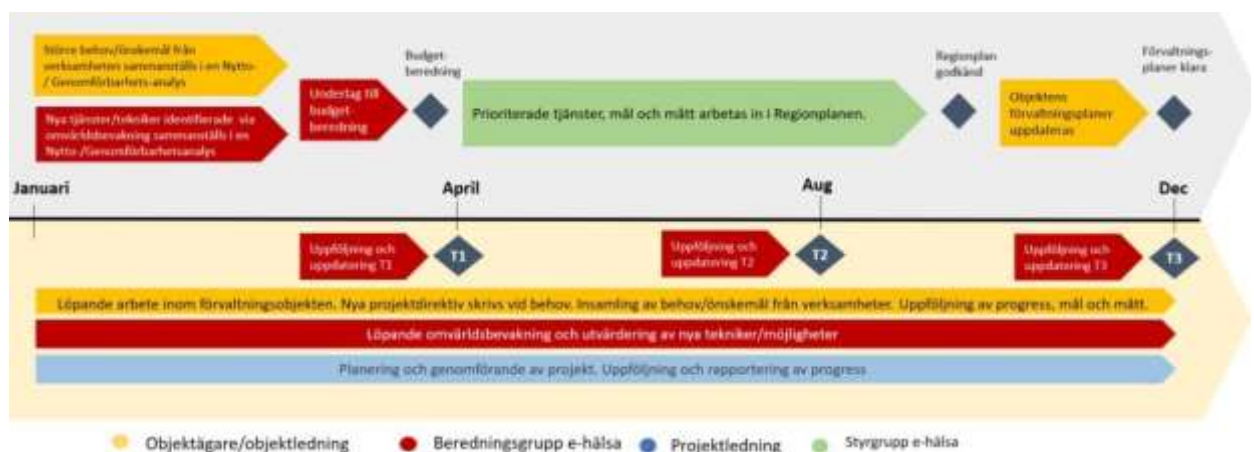 Större behov/önskemål från
verksamheten sammanställs i en Nytto-
/ Genomförbarhets-analys
Nya tjänster/tekniker identifierade via
omvärldsbevakning sammanställs i en
Nytto-/Genomförbarhetsanalys
Underlag till
budget-
beredning
Budget-
beredning
Prioriterade tjänster, mål och mått arbetas in i Regionplanen.
Regionplan
godkänd
Objektens
förvaltningsplaner
uppdateras
Förvaltnings-
planer klara
Januari
April
Aug
Dec
Uppföljning och
uppdatering T1
T1
Uppföljning och
uppdatering T2
T2
Uppföljning och
uppdatering T3
T3
Löpande arbete inom förvaltningsobjekten. Nya projektdirektiv skrivs vid behov. Insamling av behov/önskemål från verksamheter. Uppföljning av progress, mål och mått.
Löpande omvärldsbevakning och utvärdering av nya tekniker/möjligheter
Planering och genomförande av projekt. Uppföljning och rapportering av progress
Objektägare/objektledning
Beredningsgrupp e-hälsa
Projektledning
Styrgrupp e-hälsa